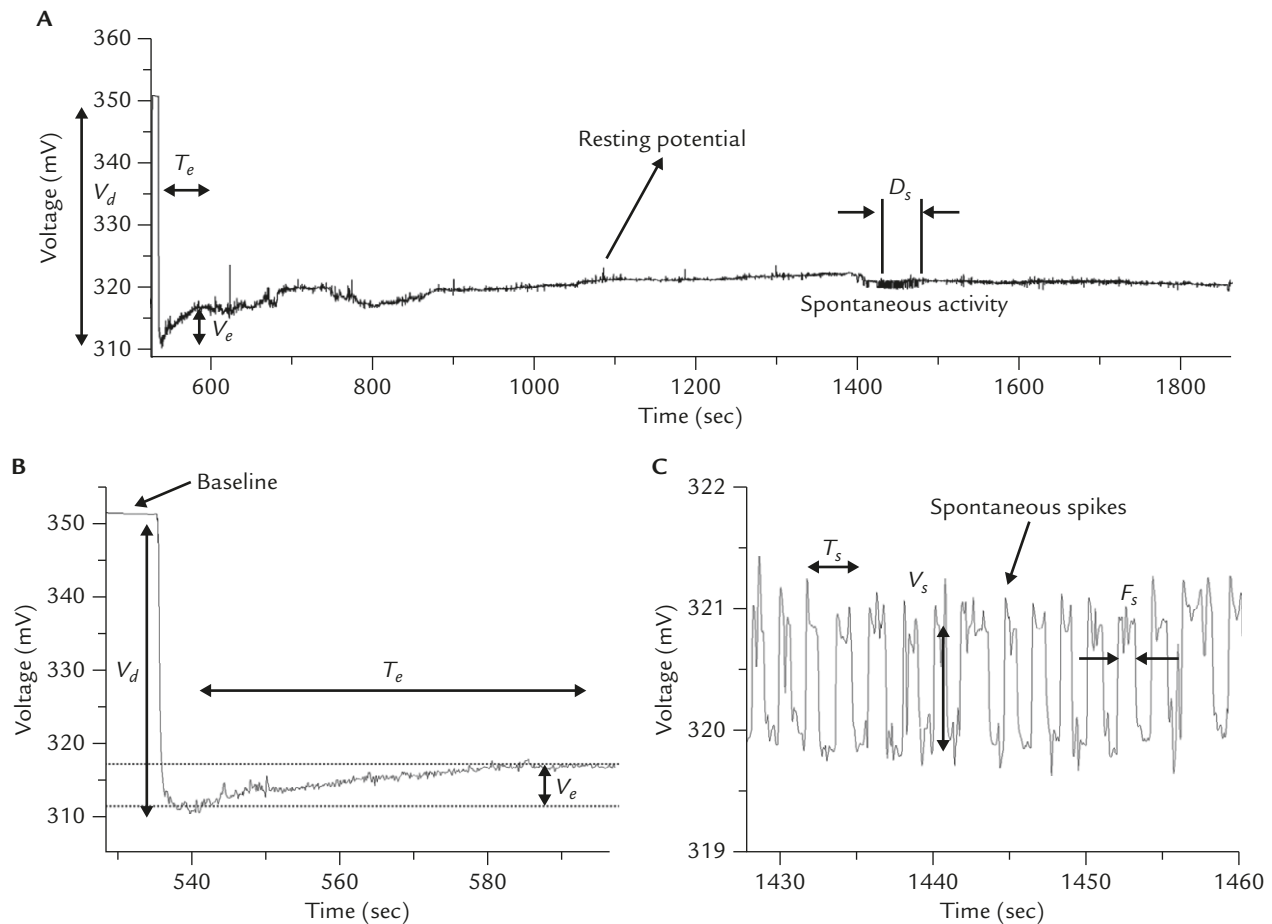 A
360
350
340
330
320
310
Voltage (mV)
V_d
T_e
V_e
Resting potential
D_s
Spontaneous activity
600
800
1000
1200
1400
1600
1800
Time (sec)
B
Baseline
350
340
330
320
310
Voltage (mV)
V_d
T_e
V_e
540
560
580
Time (sec)
C
322
321
320
319
Voltage (mV)
Spontaneous spikes
T_s
V_s
F_s
1430
1440
1450
1460
Time (sec)